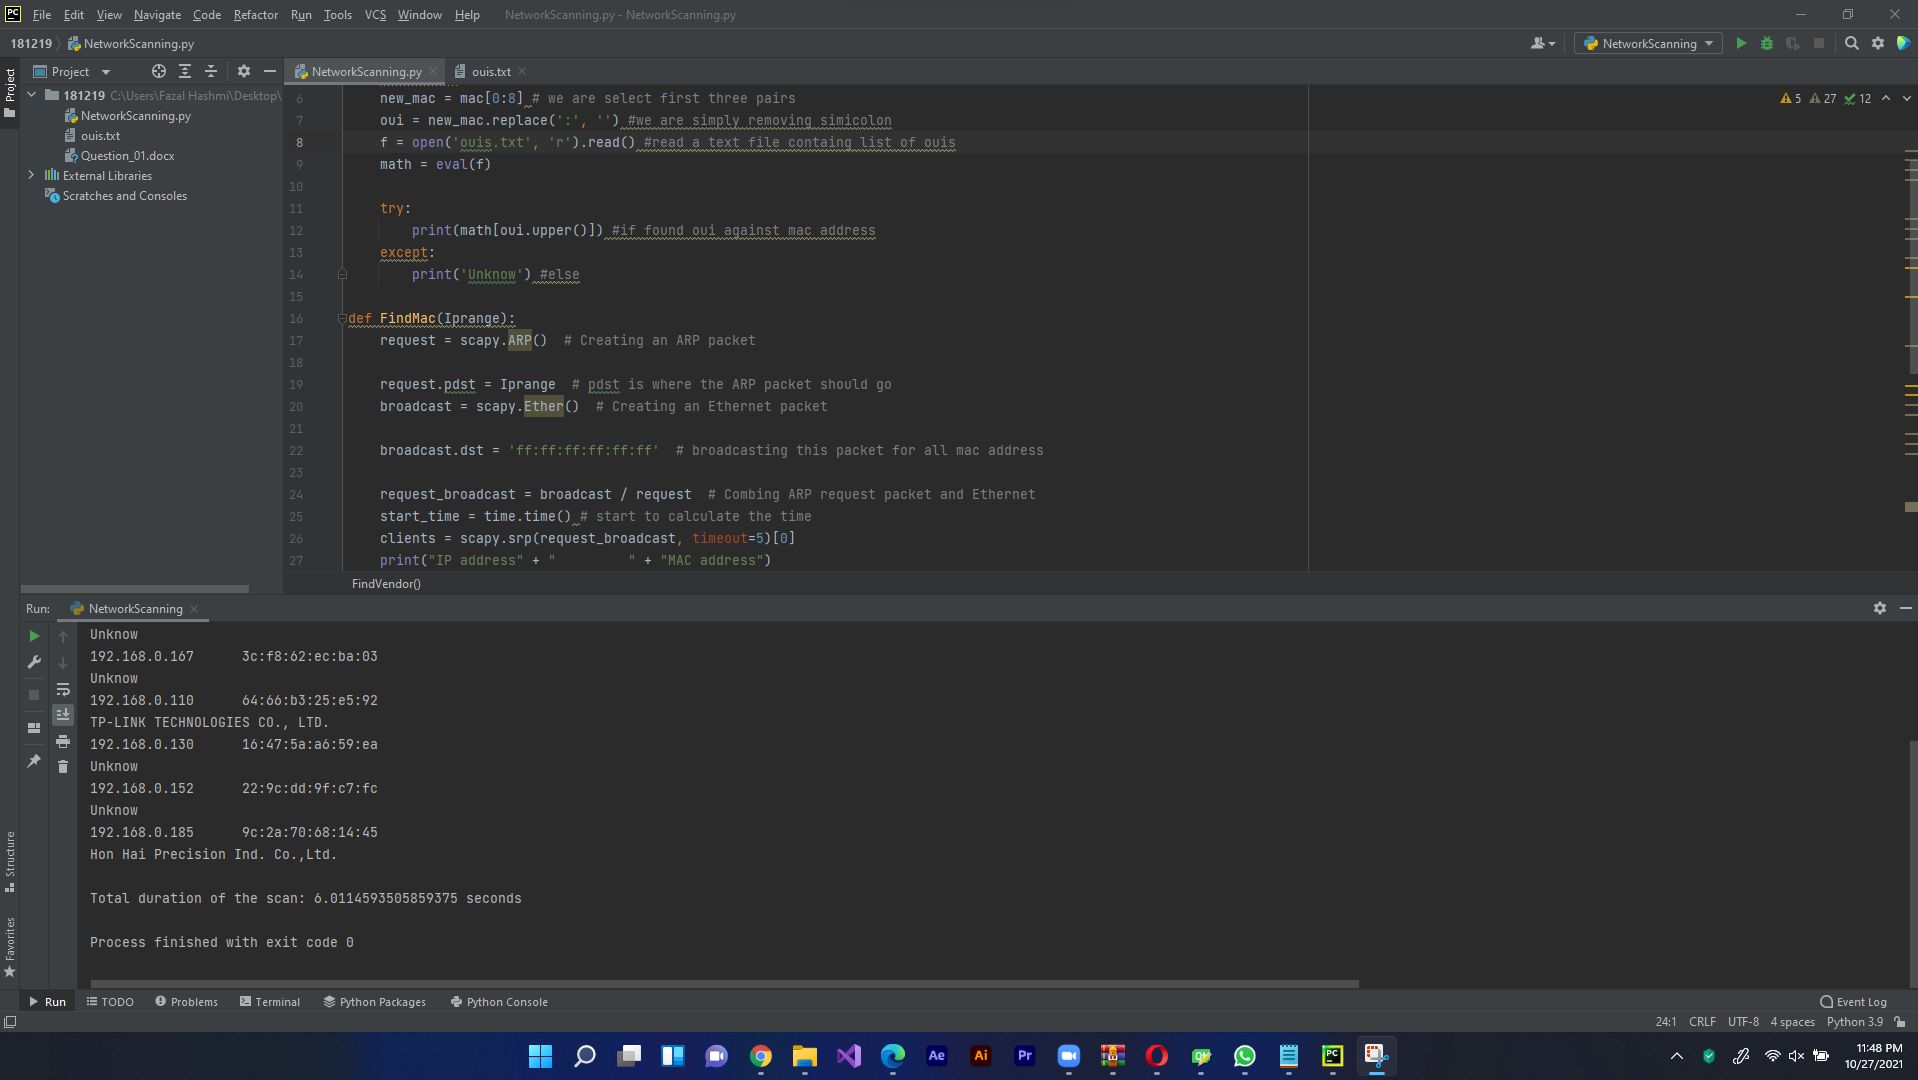 PC File Edit View Navigate Code Refactor Run Tools VCS Window Help NetworkScanning.py - NetworkScanning.py
181219 NetworkScanning.py NetworkScanning
Project Project NetworkScanning.py ouis.txt
181219 C:\Users\Fazal Hashmi\Desktop\
NetworkScanning.py
ouis.txt
Question_01.docx
External Libraries
Scratches and Consoles
5 27 12
6 new_mac = mac[0:8] # we are select first three pairs
7 oui = new_mac.replace(':', '') #we are simply removing simicolon
8 f = open('ouis.txt', 'r').read() #read a text file containg list of ouis
9 math = eval(f)
10
11 try:
12 print(math[oui.upper()]) #if found oui against mac address
13 except:
14 print('Unknow') #else
15
16 def FindMac(Iprange):
17 request = scapy.ARP() # Creating an ARP packet
18
19 request.pdst = Iprange # pdst is where the ARP packet should go
20 broadcast = scapy.Ether() # Creating an Ethernet packet
21
22 broadcast.dst = 'ff:ff:ff:ff:ff:ff' # broadcasting this packet for all mac address
23
24 request_broadcast = broadcast / request # Combing ARP request packet and Ethernet
25 start_time = time.time() # start to calculate the time
26 clients = scapy.srp(request_broadcast, timeout=5)[0]
27 print("IP address" + "         " + "MAC address")
FindVendor()
Run: NetworkScanning
Unknow
192.168.0.167 3c:f8:62:ec:ba:03
Unknow
192.168.0.110 64:66:b3:25:e5:92
TP-LINK TECHNOLOGIES CO., LTD.
192.168.0.130 16:47:5a:a6:59:ea
Unknow
192.168.0.152 22:9c:dd:9f:c7:fc
Unknow
192.168.0.185 9c:2a:70:68:14:45
Hon Hai Precision Ind. Co.,Ltd.
Total duration of the scan: 6.0114593505859375 seconds
Process finished with exit code 0
Structure
Favorites
Run TODO Problems Terminal Python Packages Python Console Event Log
24:1 CRLF UTF-8 4 spaces Python 3.9
Ae Ai Pr PC
11:48 PM
10/27/2021